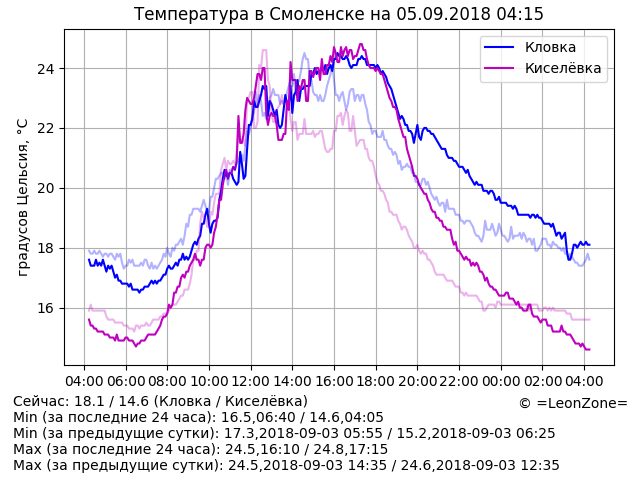 Температура в Смоленске на 05.09.2018 04:15
Кловка
Киселёвка
градусов Цельсия, °C
24
22
20
18
16
04:00 06:00 08:00 10:00 12:00 14:00 16:00 18:00 20:00 22:00 00:00 02:00 04:00
Сейчас: 18.1 / 14.6 (Кловка / Киселёвка)
© =LeonZone=
Min (за последние 24 часа): 16.5,06:40 / 14.6,04:05
Min (за предыдущие сутки): 17.3,2018-09-03 05:55 / 15.2,2018-09-03 06:25
Max (за последние 24 часа): 24.5,16:10 / 24.8,17:15
Max (за предыдущие сутки): 24.5,2018-09-03 14:35 / 24.6,2018-09-03 12:35